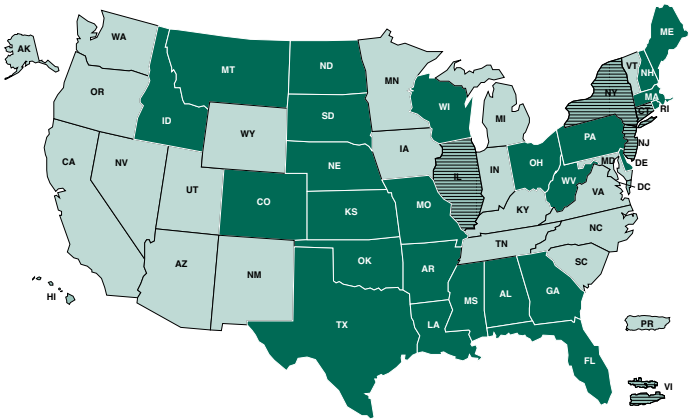 ME
AK
WA
VT
NH
MT
ND
MN
OR
NY
MA
WI
CT
RI
SD
MI
ID
WY
PA
NJ
IA
NE
OH
MD
DE
CA
NV
IL
IN
WV
DC
UT
VA
CO
KS
MO
KY
NC
TN
OK
SC
AZ
AR
NM
GA
AL
MS
HI
TX
LA
PR
FL
VI